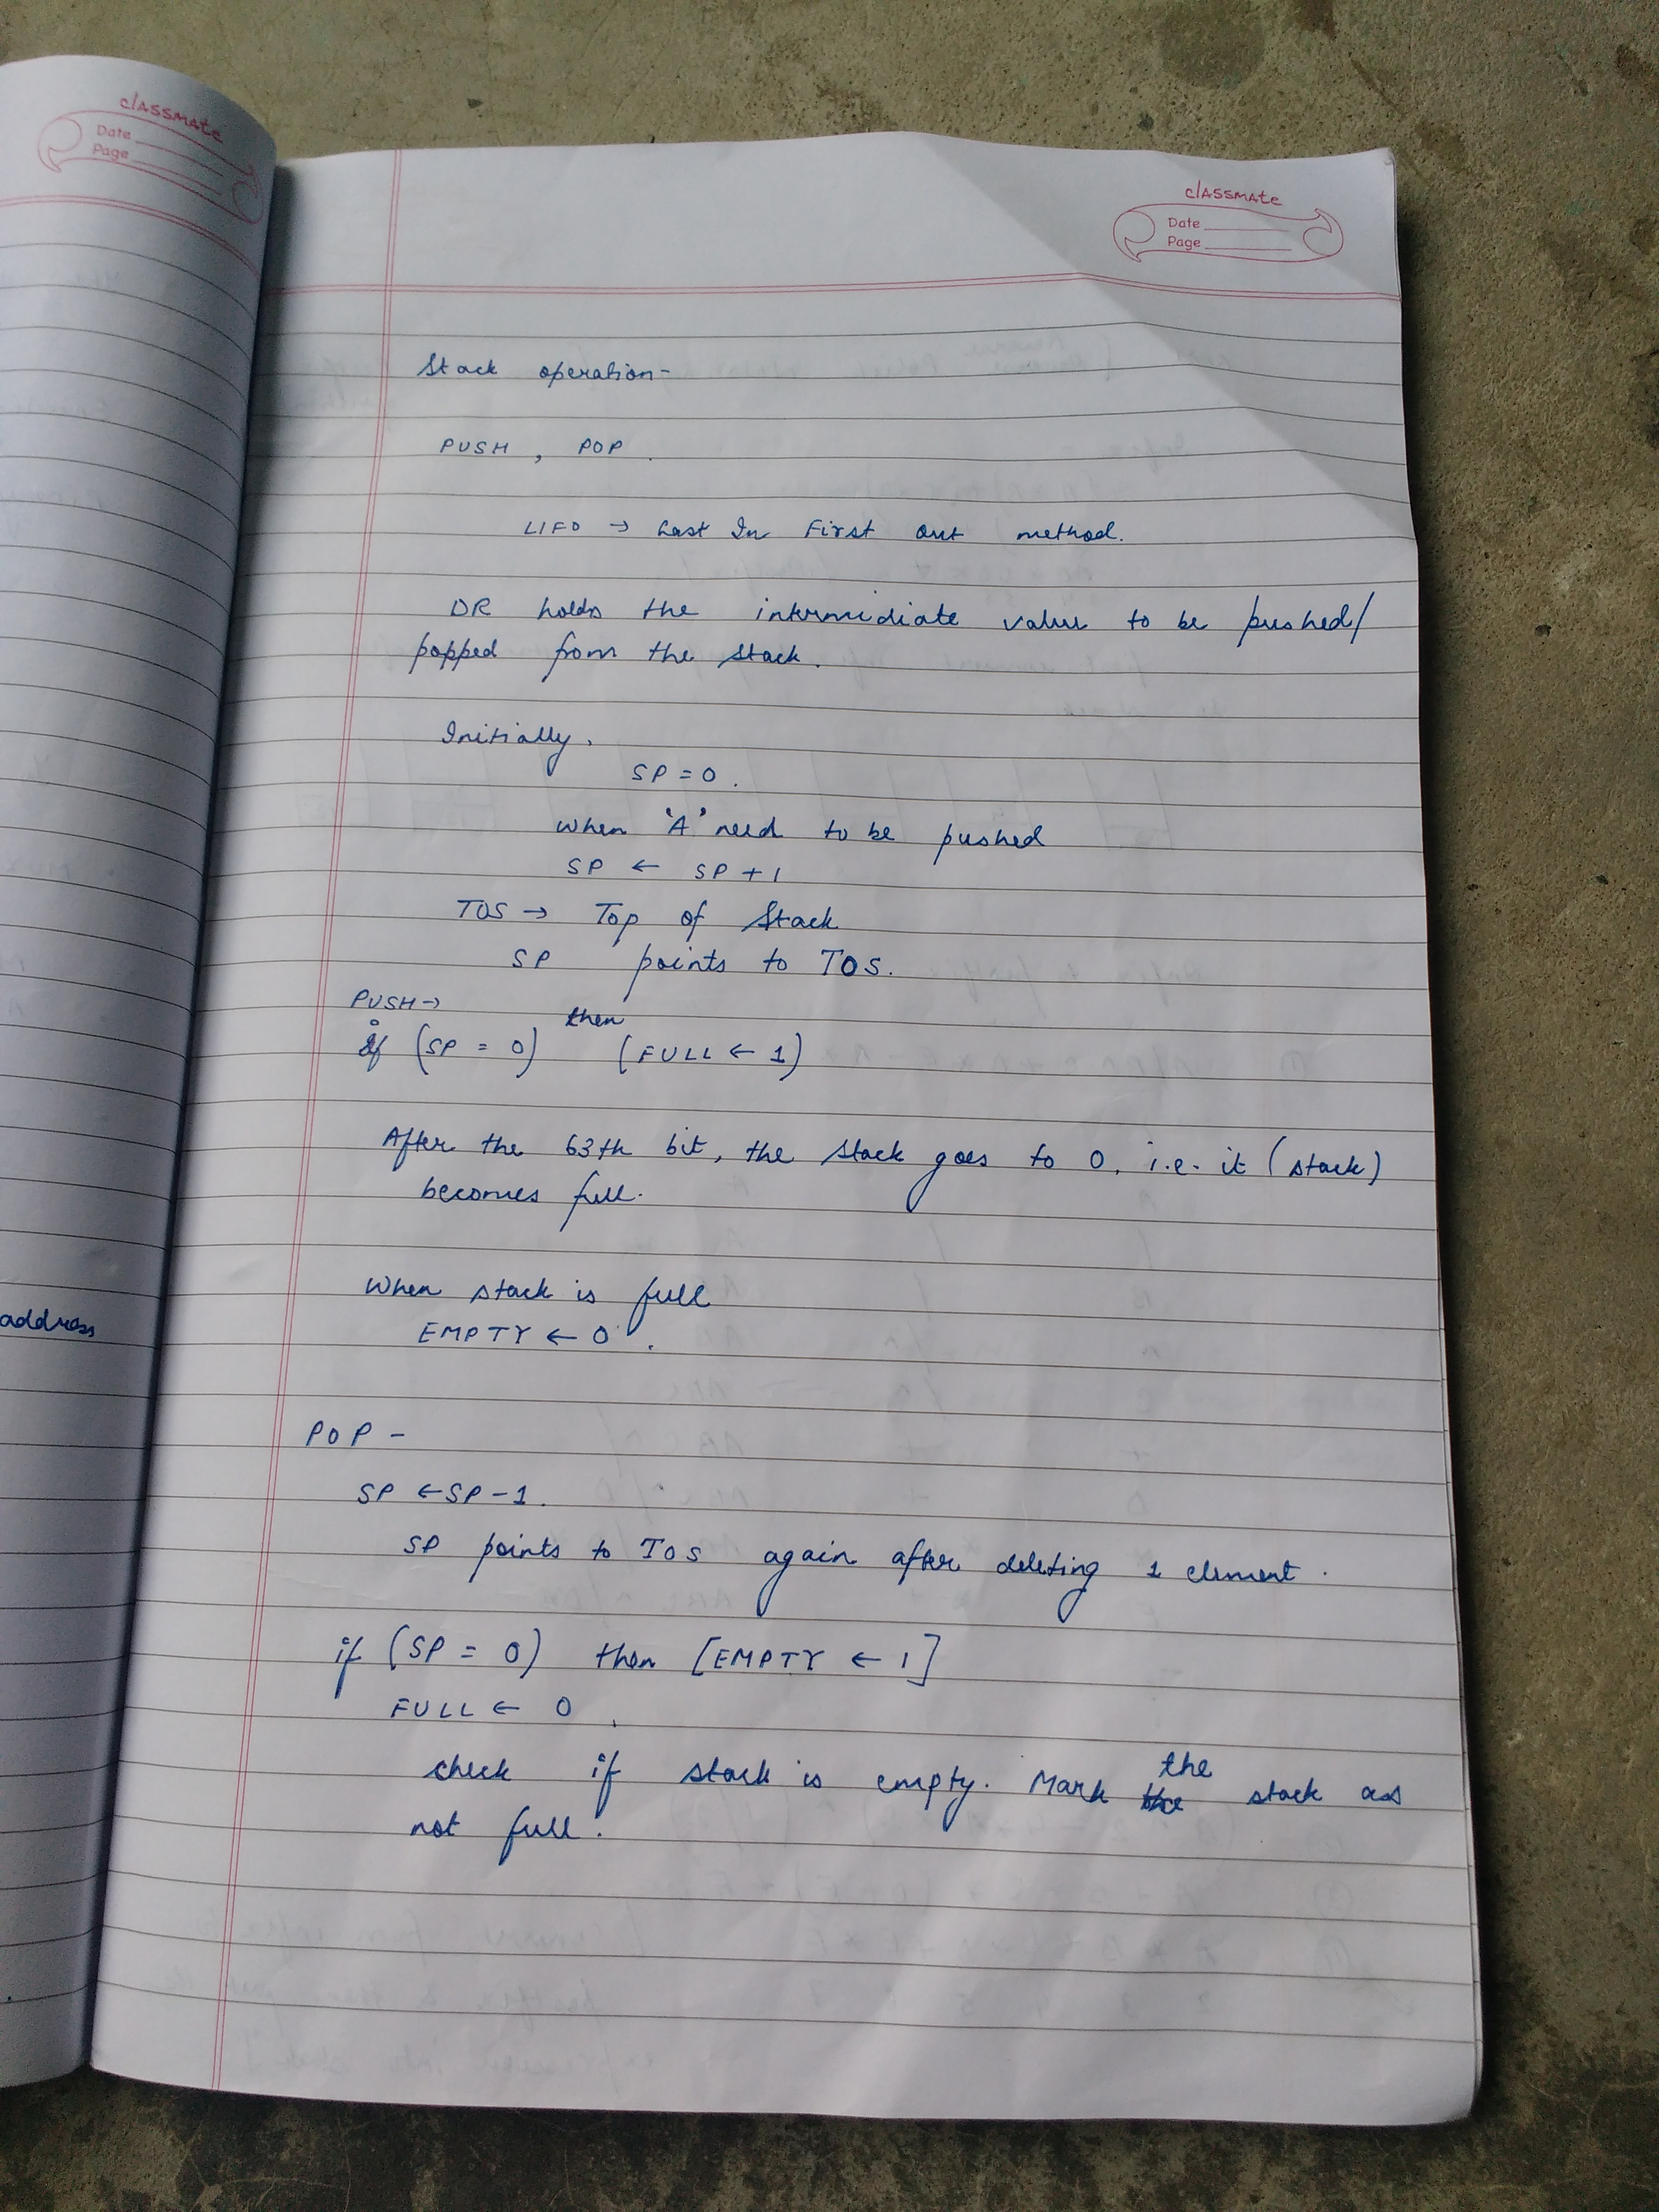 classmate
Date
Page
classmate
Date
Page
address
Stack operation-
PUSH, POP.
LIFO → Last In First Out method.
DR holds the intermediate value to be pushed/
popped from the stack.
Initially,
SP = 0.
When 'A' need to be pushed
SP ← SP + 1
TOS → Top of Stack
SP points to TOS.
PUSH →
if (SP = 0) then (FULL ← 1)
After the 63th bit, the stack goes to 0, i.e. it (stack)
becomes full.
When stack is full
EMPTY ← 0.
POP -
SP ← SP - 1.
SP points to TOS again after deleting 1 element.
if (SP = 0) then [EMPTY ← 1]
FULL ← 0.
check if stack is empty. Mark the stack as
not full.